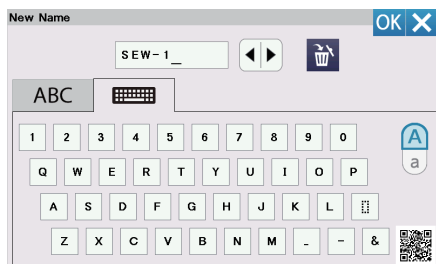 New Name
OK
SEW-1_
ABC
1 2 3 4 5 6 7 8 9 0
A
a
Q W E R T Y U I O P
A S D F G H J K L
Z X C V B N M _ - &